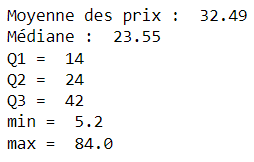 Moyenne des prix :  32.49
Médiane :  23.55
Q1 =  14
Q2 =  24
Q3 =  42
min =  5.2
max =  84.0